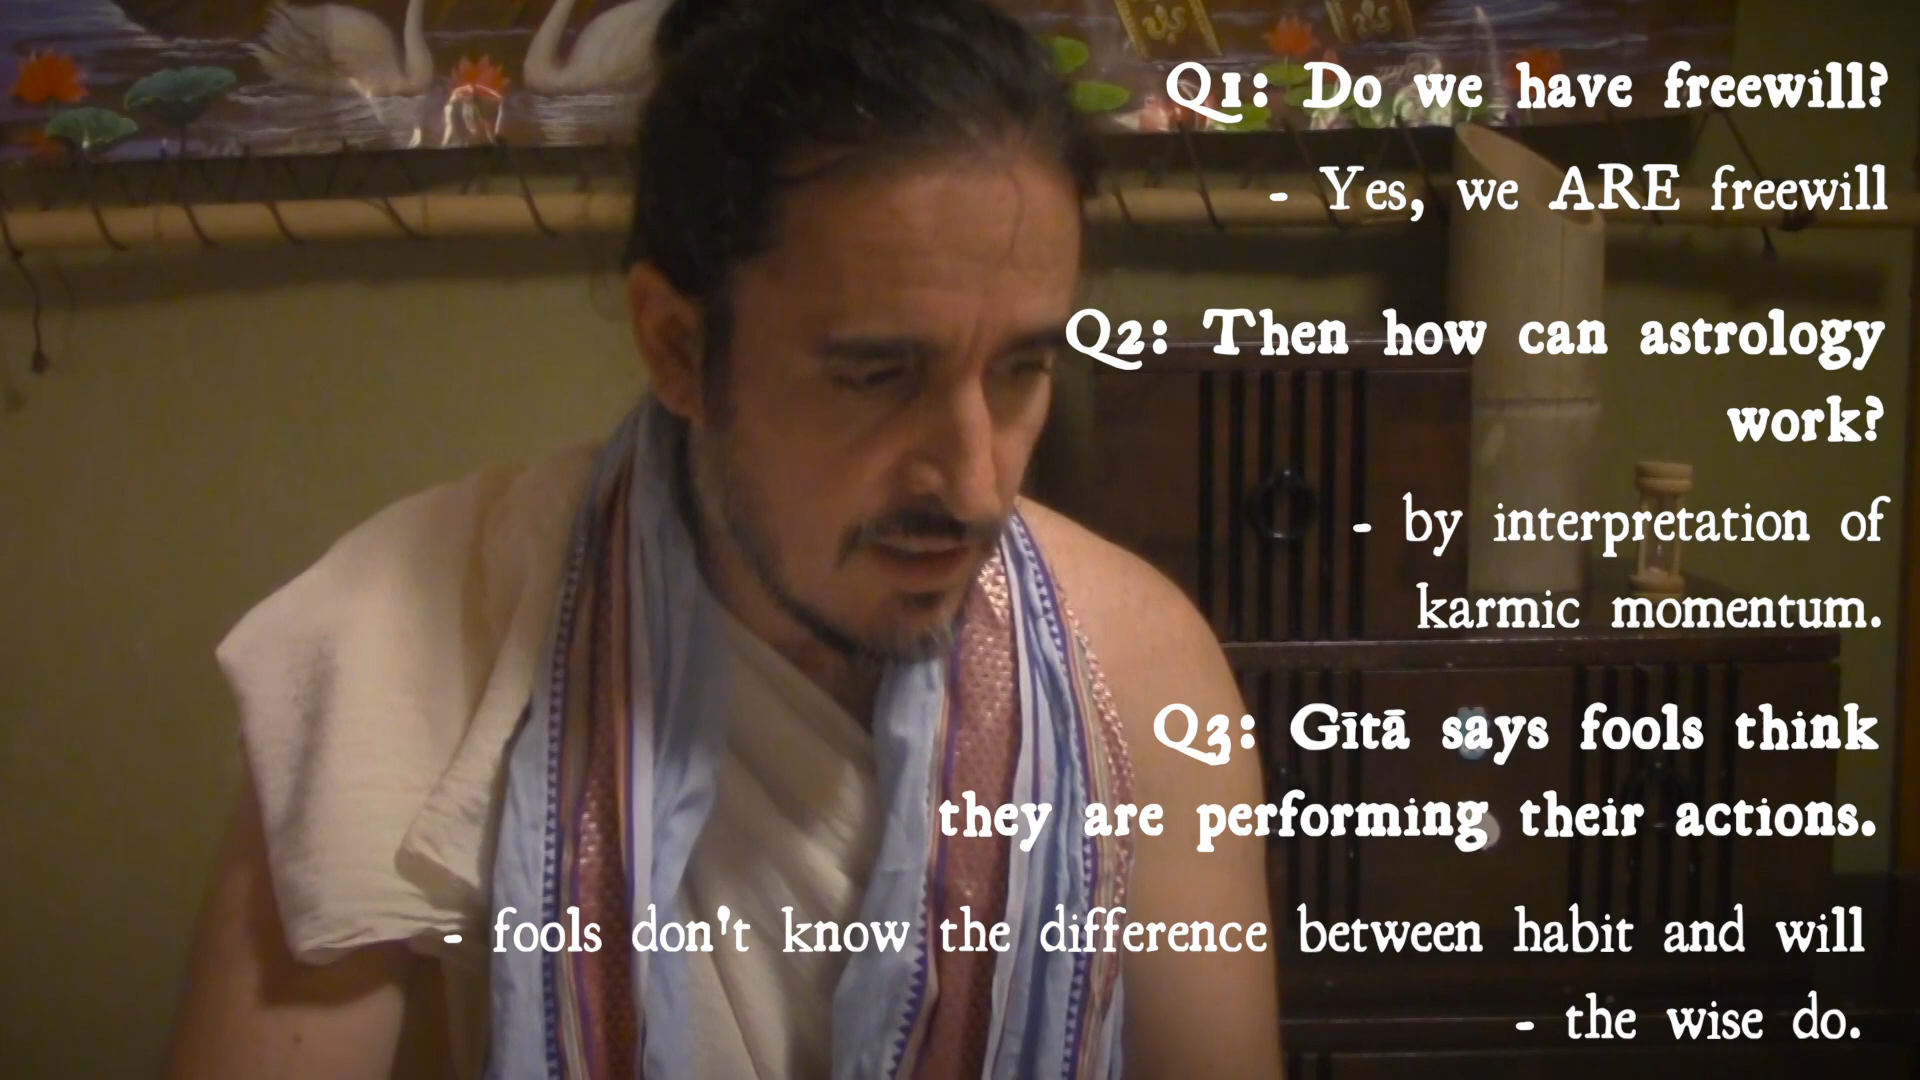 Q1: Do we have freewill?
- Yes, we ARE freewill
Q2: Then how can astrology
work?
- by interpretation of
karmic momentum.
Q3: Gītā says fools think
they are performing their actions.
- fools don't know the difference between habit and will
- the wise do.